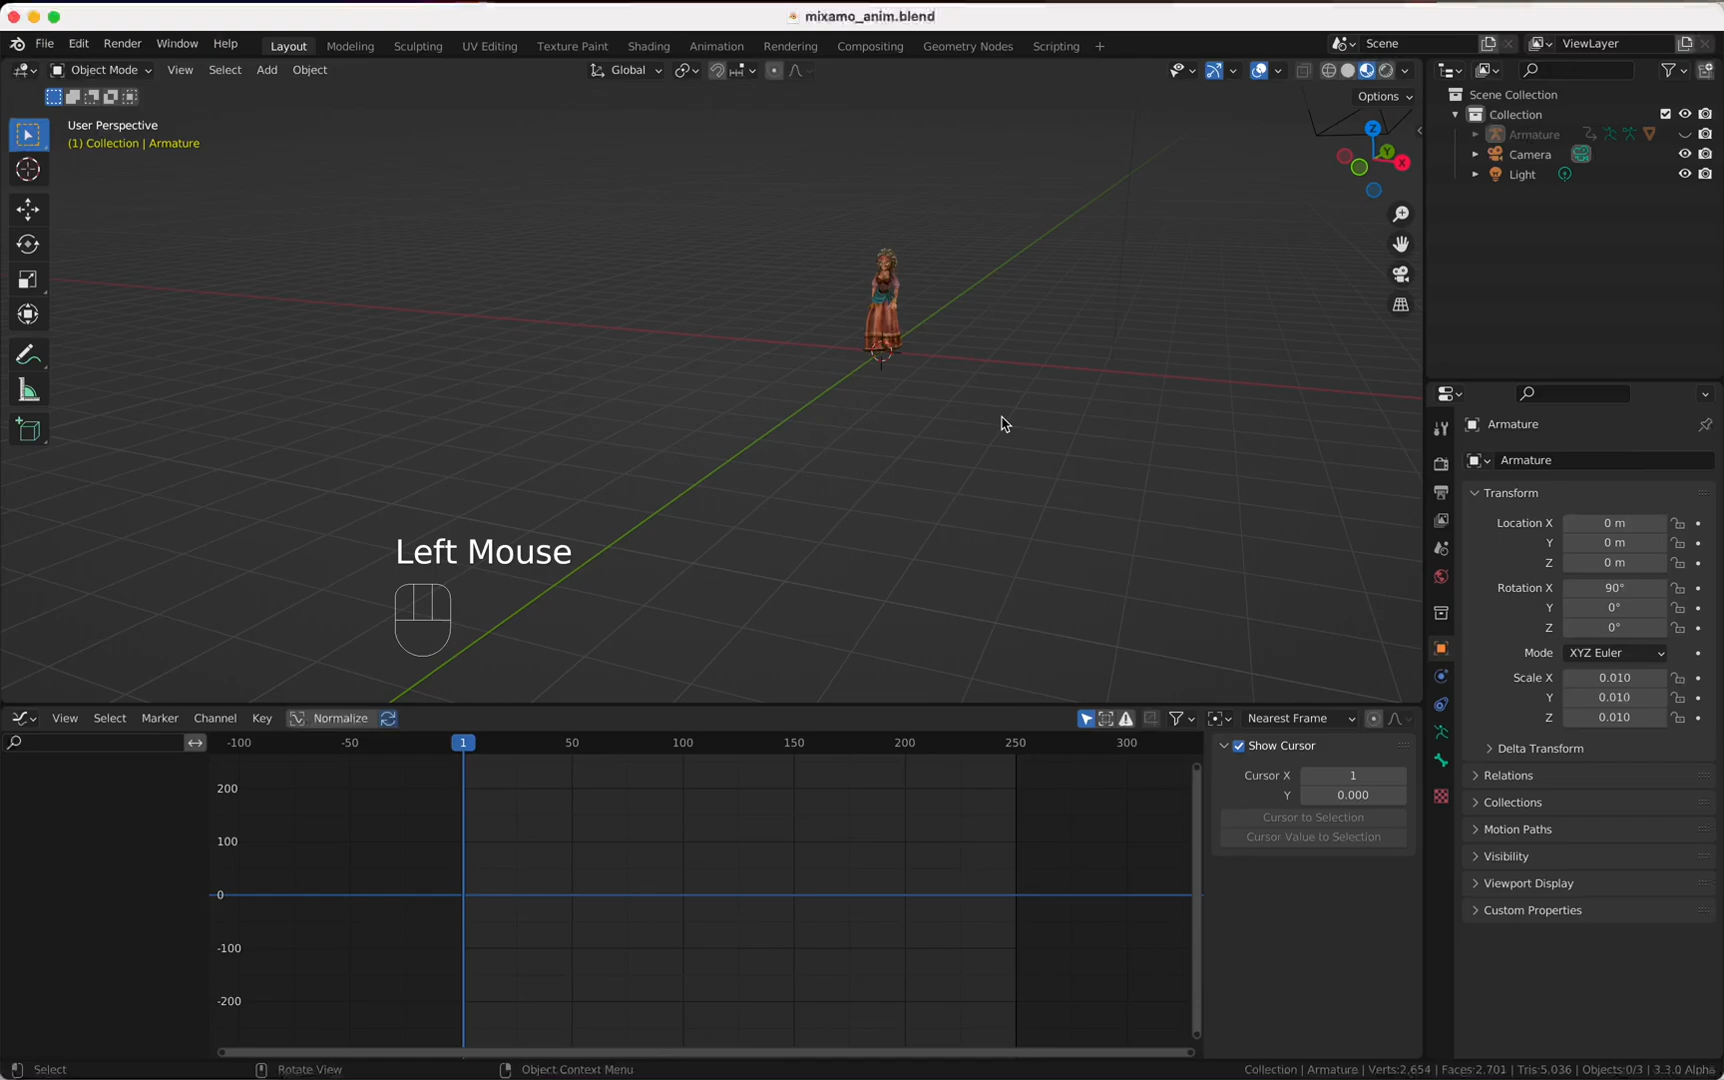 mixamo_anim.blend
File Edit Render Window Help Layout Modeling Sculpting UV Editing Texture Paint Shading Animation Rendering Compositing Geometry Nodes Scripting + Scene ViewLayer
Object Mode View Select Add Object Global
Options
User Perspective
(1) Collection | Armature
Z
Y
X
Left Mouse
Scene Collection
Collection
Armature
Camera
Light
Armature
Armature
Transform
Location X 0 m
Y 0 m
Z 0 m
Rotation X 90°
Y 0°
Z 0°
Mode XYZ Euler
Scale X 0.010
Y 0.010
Z 0.010
Delta Transform
Relations
Collections
Motion Paths
Visibility
Viewport Display
Custom Properties
View Select Marker Channel Key Normalize Nearest Frame
-100 -50 1 50 100 150 200 250 300
200
100
0
-100
-200
Show Cursor
Cursor X 1
Y 0.000
Cursor to Selection
Cursor Value to Selection
Select Rotate View Object Context Menu Collection | Armature | Verts:2,654 | Faces:2,701 | Tris:5,036 | Objects:0/3 | 3.3.0 Alpha